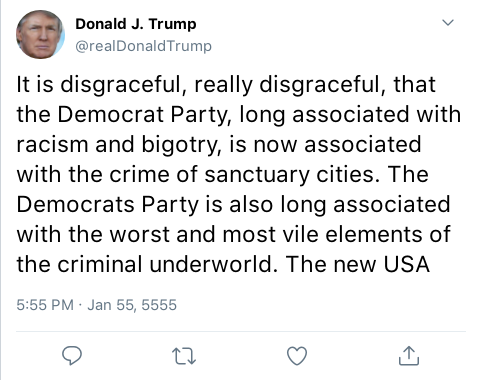 Donald J. Trump
@realDonaldTrump
It is disgraceful, really disgraceful, that
the Democrat Party, long associated with
racism and bigotry, is now associated
with the crime of sanctuary cities. The
Democrats Party is also long associated
with the worst and most vile elements of
the criminal underworld. The new USA
5:55 PM · Jan 55, 5555